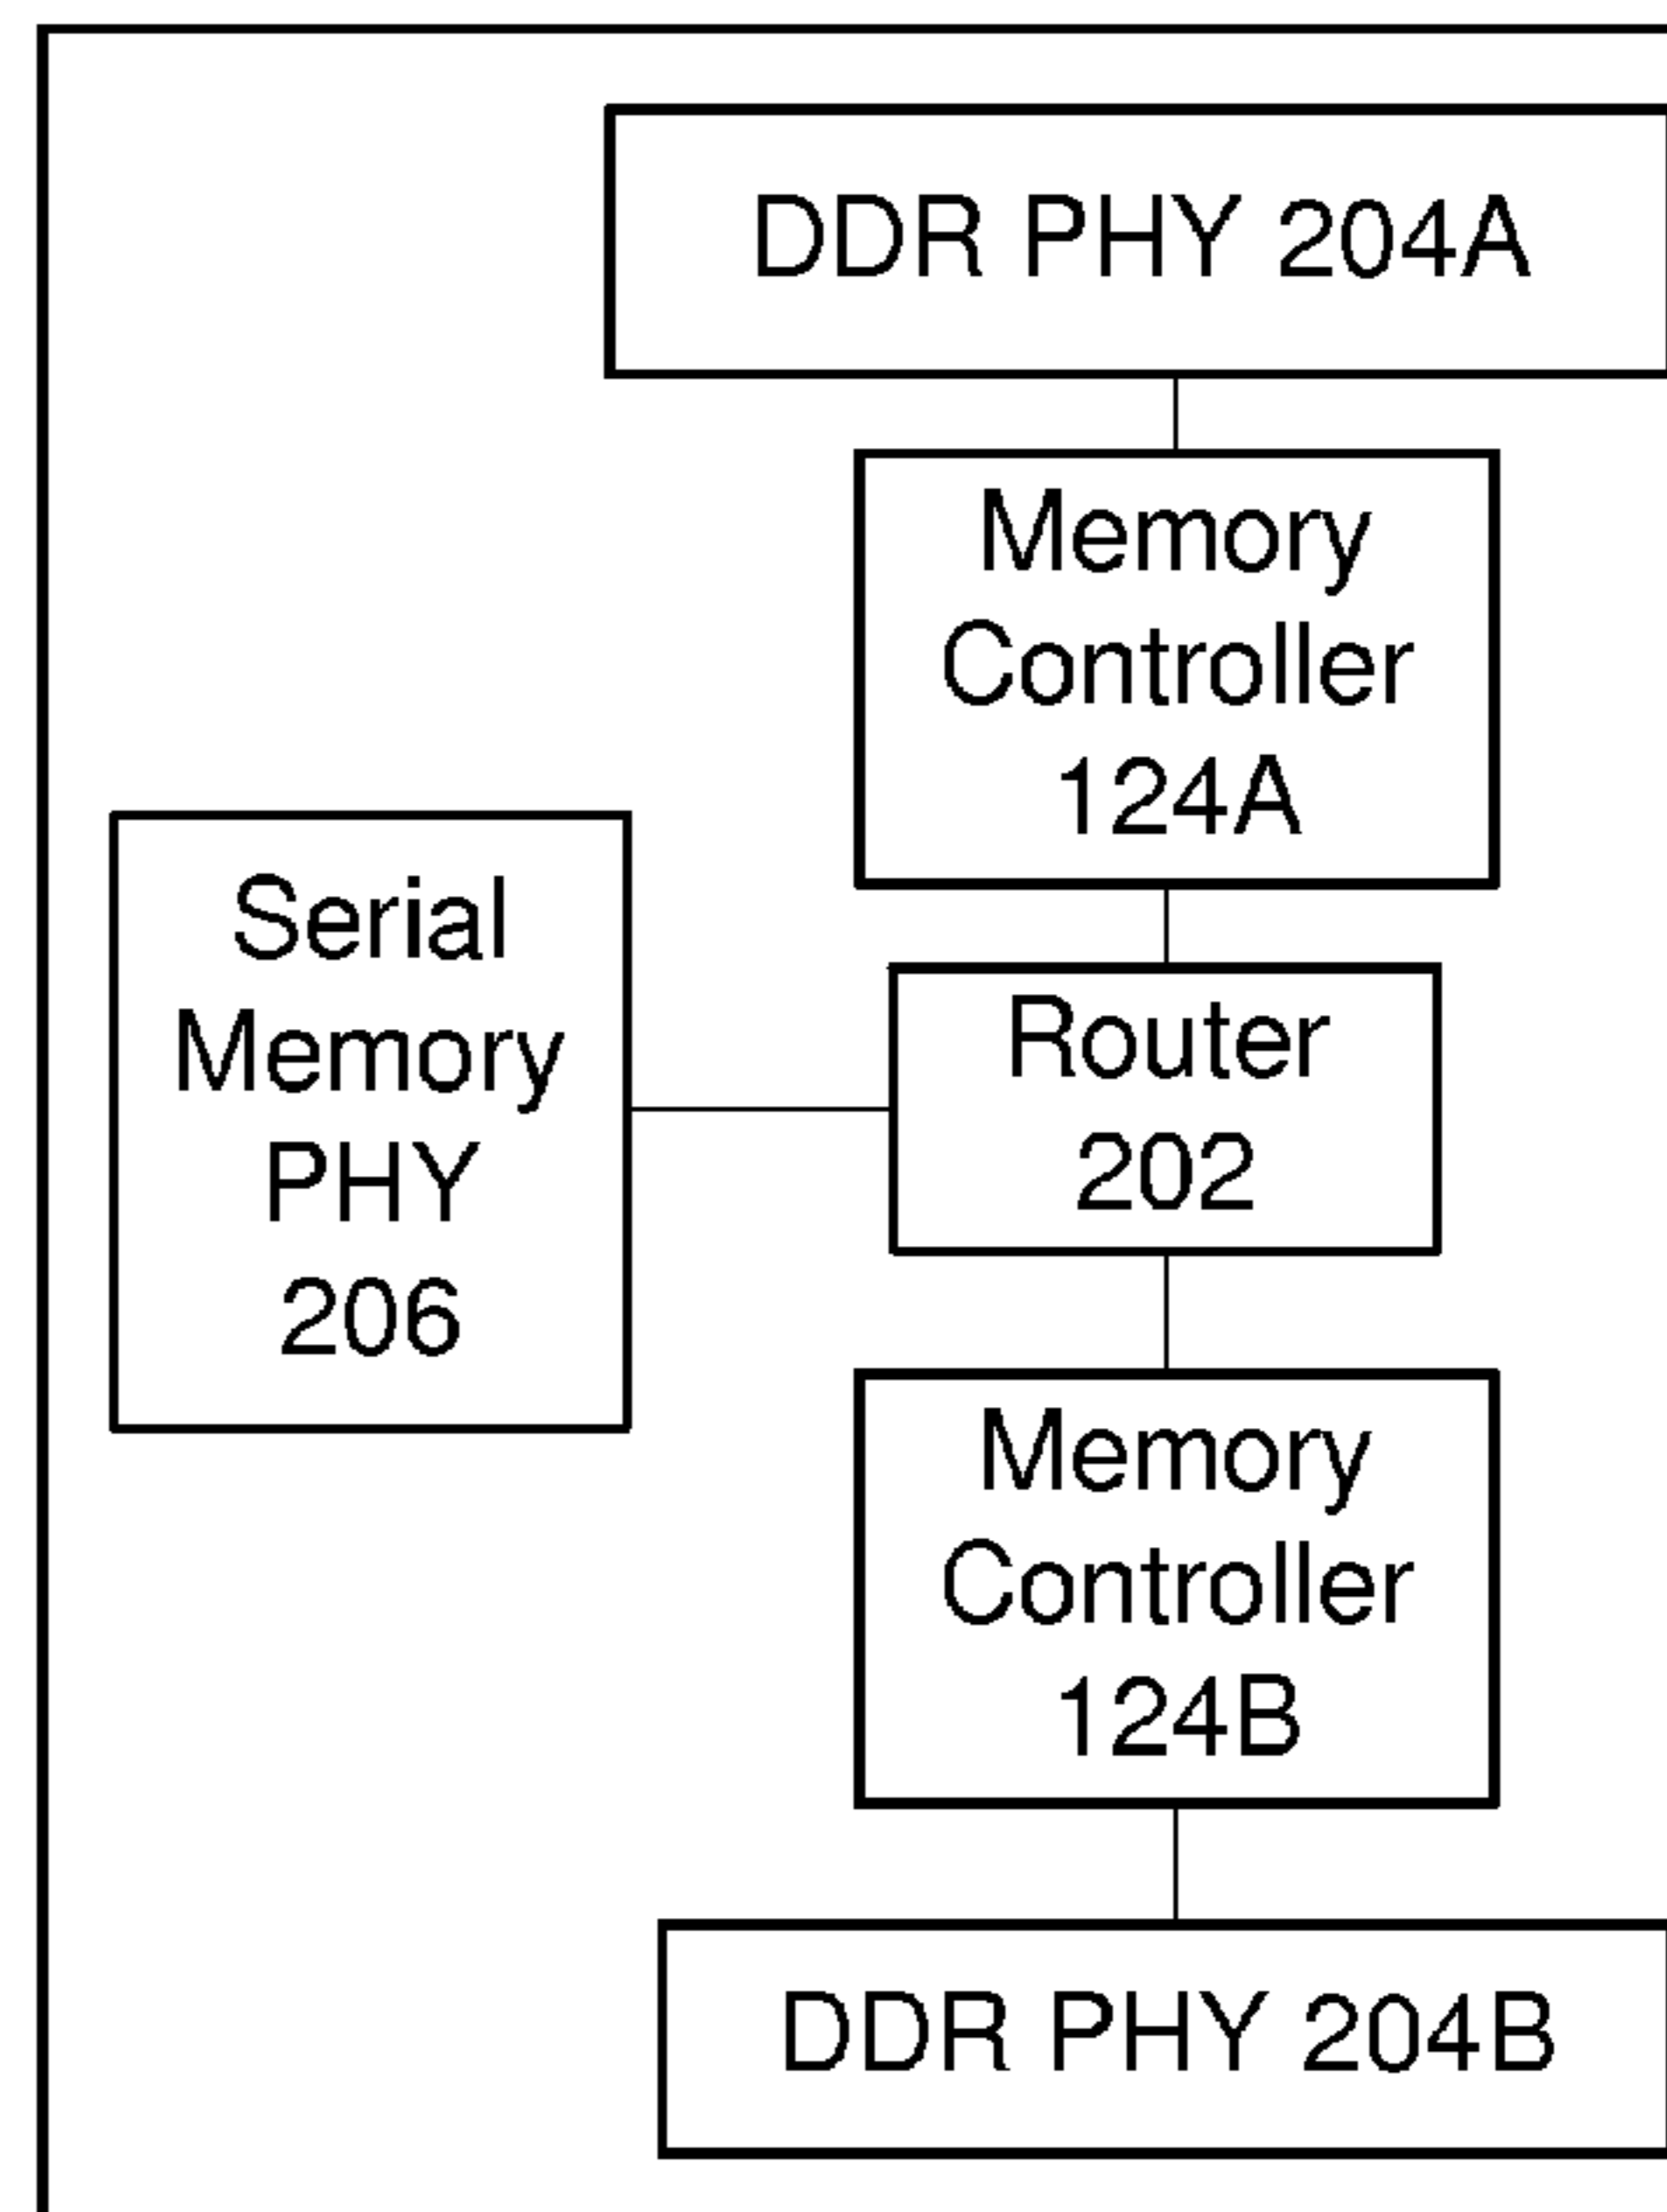 DDR PHY 204A
Memory
Controller
124A
Serial
Memory
PHY
206
Router
202
Memory
Controller
124B
DDR PHY 204B